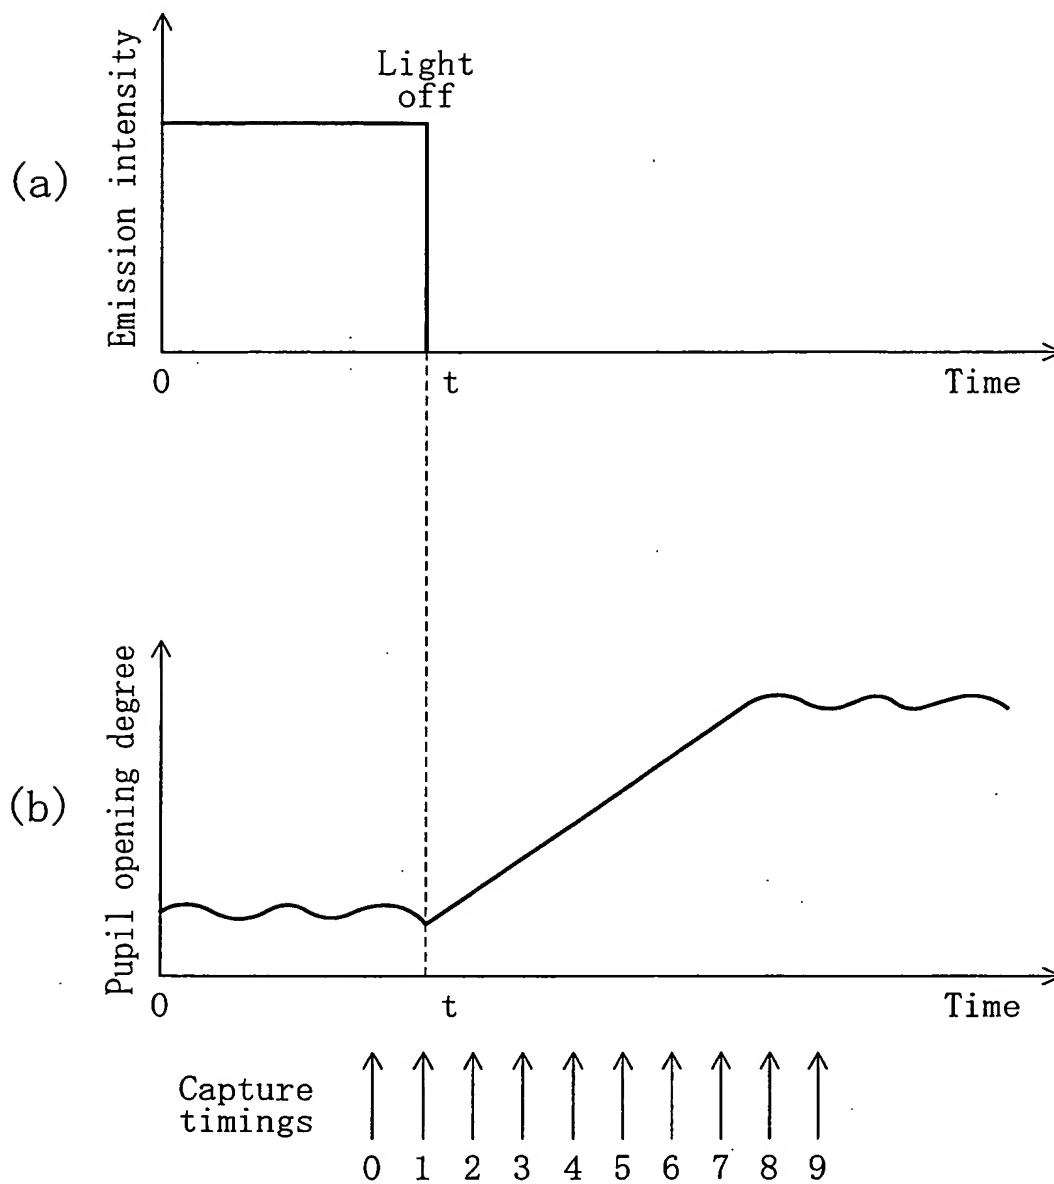 (a)
Emission intensity
Light
off
0
t
Time
(b)
Pupil opening degree
0
t
Time
Capture
timings
0 1 2 3 4 5 6 7 8 9